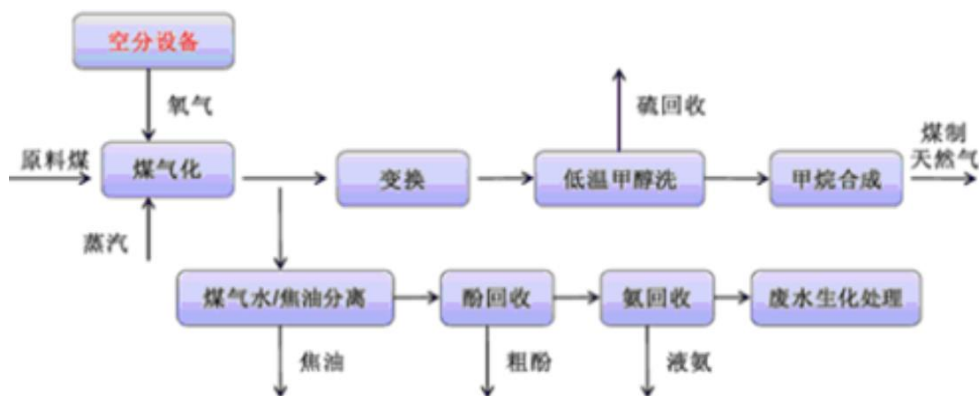 空分设备
氧气
硫回收
原料煤
煤气化
变换
低温甲醇洗
甲烷合成
煤制
天然气
蒸汽
煤气水/焦油分离
酚回收
氨回收
废水生化处理
焦油
粗酚
液氨